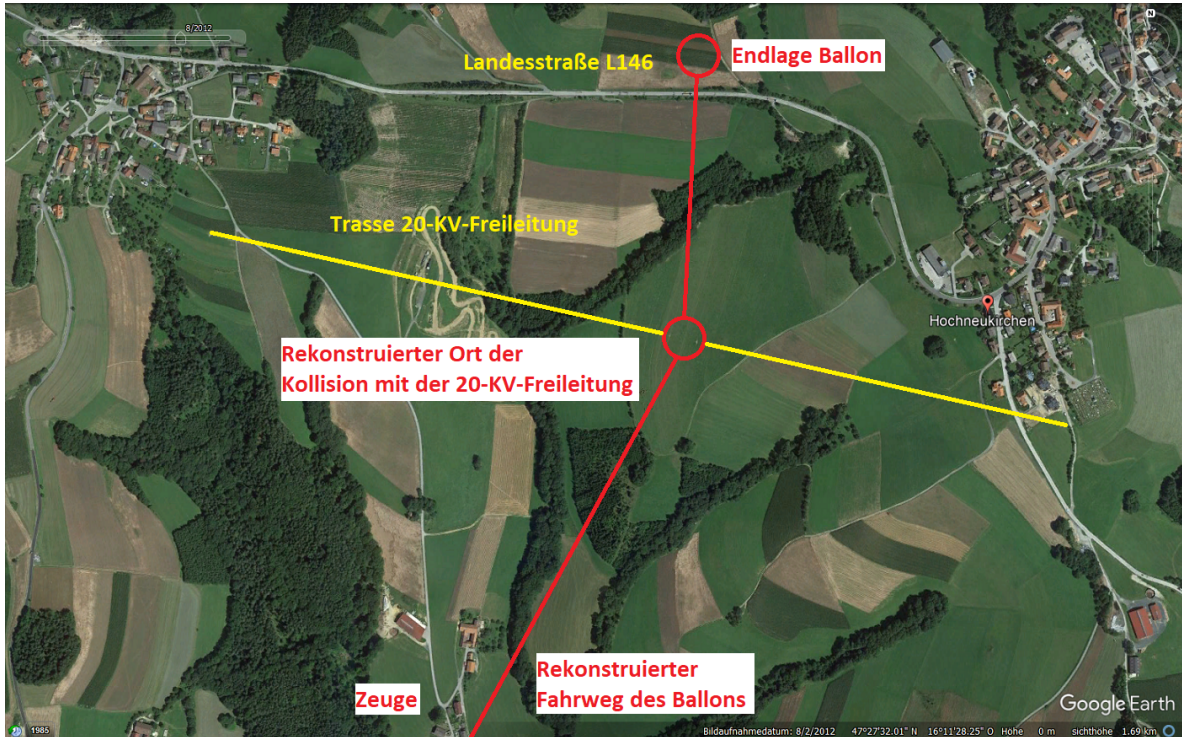 8/2012
N
Landesstraße L146
Endlage Ballon
Trasse 20-KV-Freileitung
Hochneukirchen
Rekonstruierter Ort der
Kollision mit der 20-KV-Freileitung
Rekonstruierter
Fahrweg des Ballons
Zeuge
Google Earth
1985
Bildaufnahmedatum: 8/2/2012 47°27'32.01" N 16°11'28.25" O Höhe 0 m sichthöhe 1.69 km